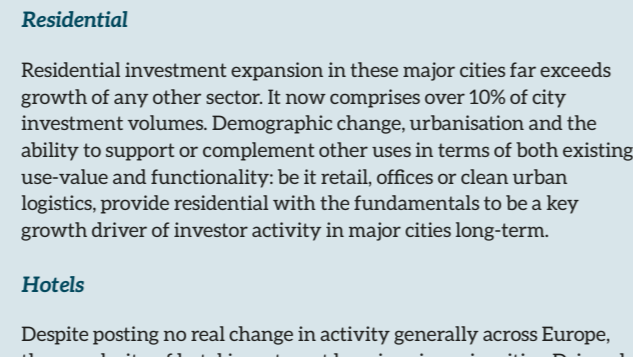 Residential
Residential investment expansion in these major cities far exceeds
growth of any other sector. It now comprises over 10% of city
investment volumes. Demographic change, urbanisation and the
ability to support or complement other uses in terms of both existing
use-value and functionality: be it retail, offices or clean urban
logistics, provide residential with the fundamentals to be a key
growth driver of investor activity in major cities long-term.
Hotels
Despite posting no real change in activity generally across Europe,